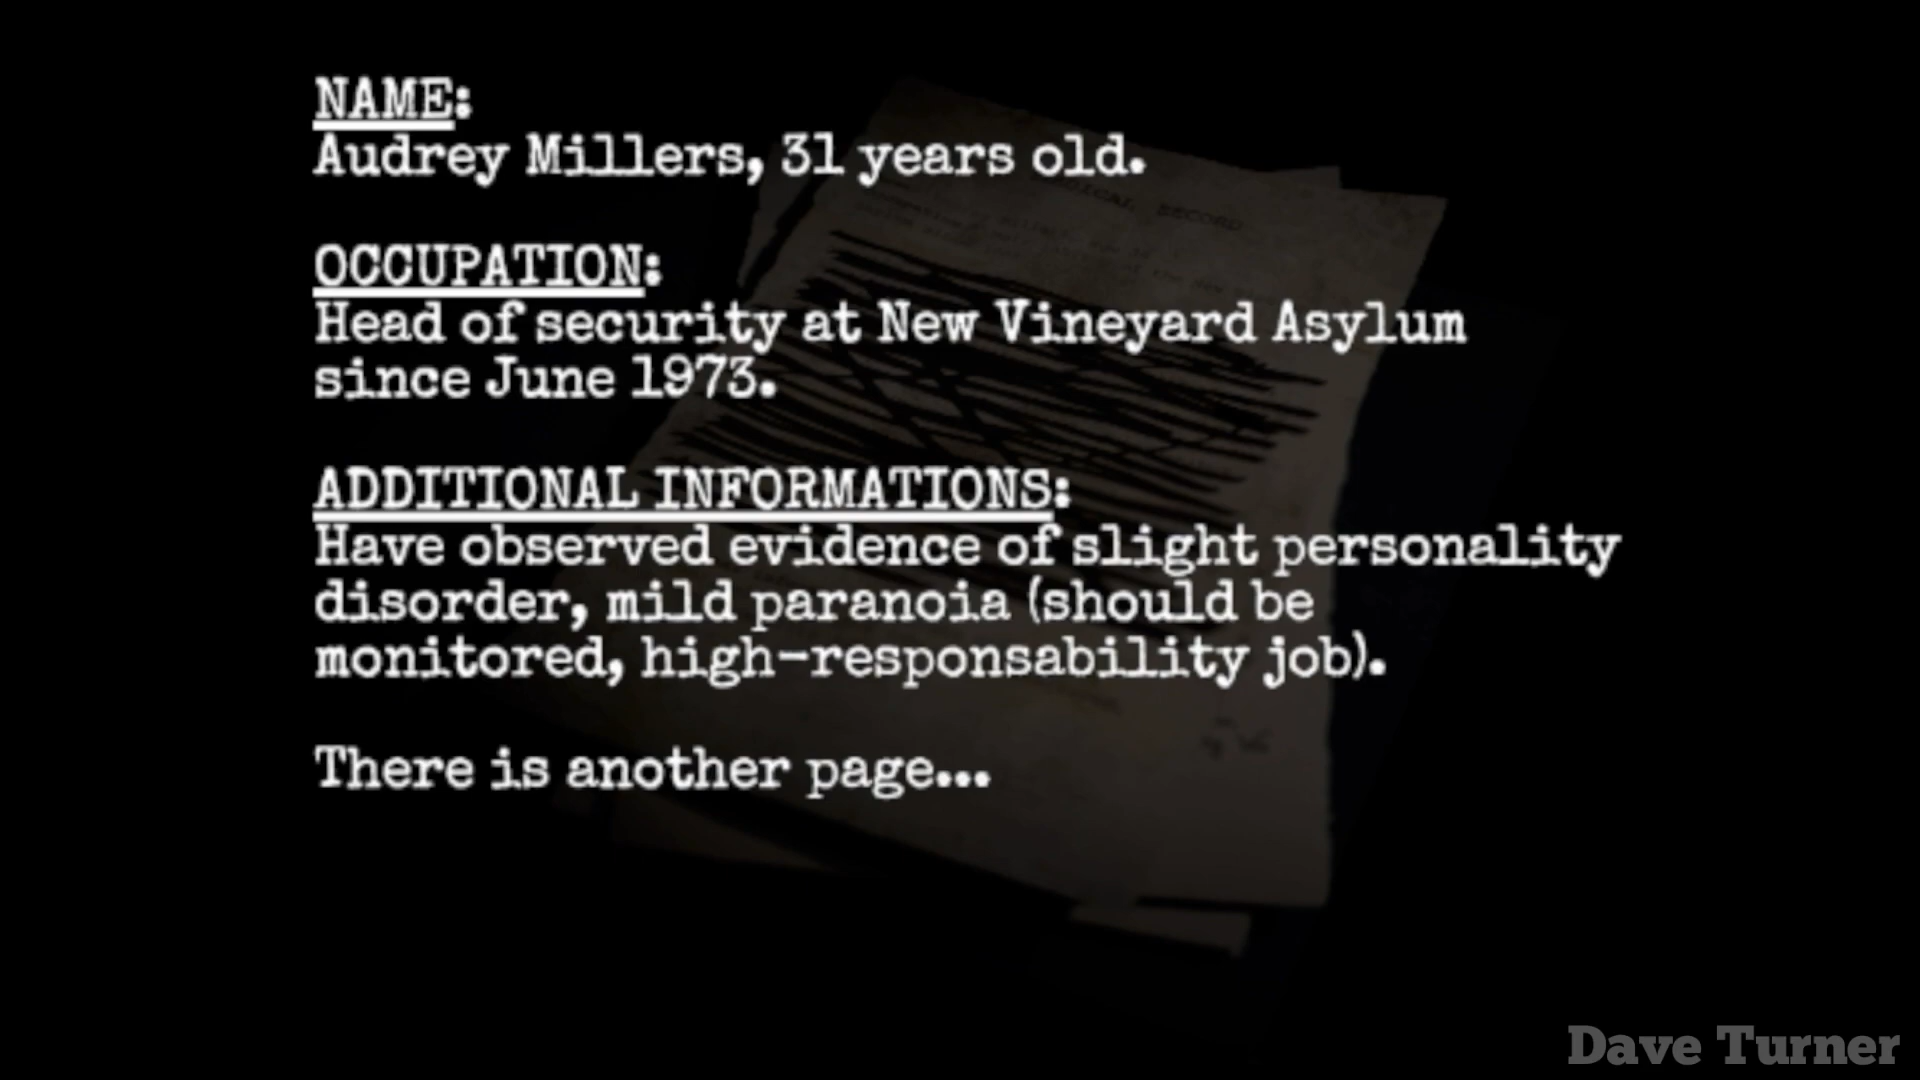 NAME:
Audrey Millers, 31 years old.
OCCUPATION:
Head of security at New Vineyard Asylum
since June 1973.
ADDITIONAL INFORMATIONS:
Have observed evidence of slight personality
disorder, mild paranoia (should be
monitored, high-responsability job).
There is another page...
RECORD
Dave Turner